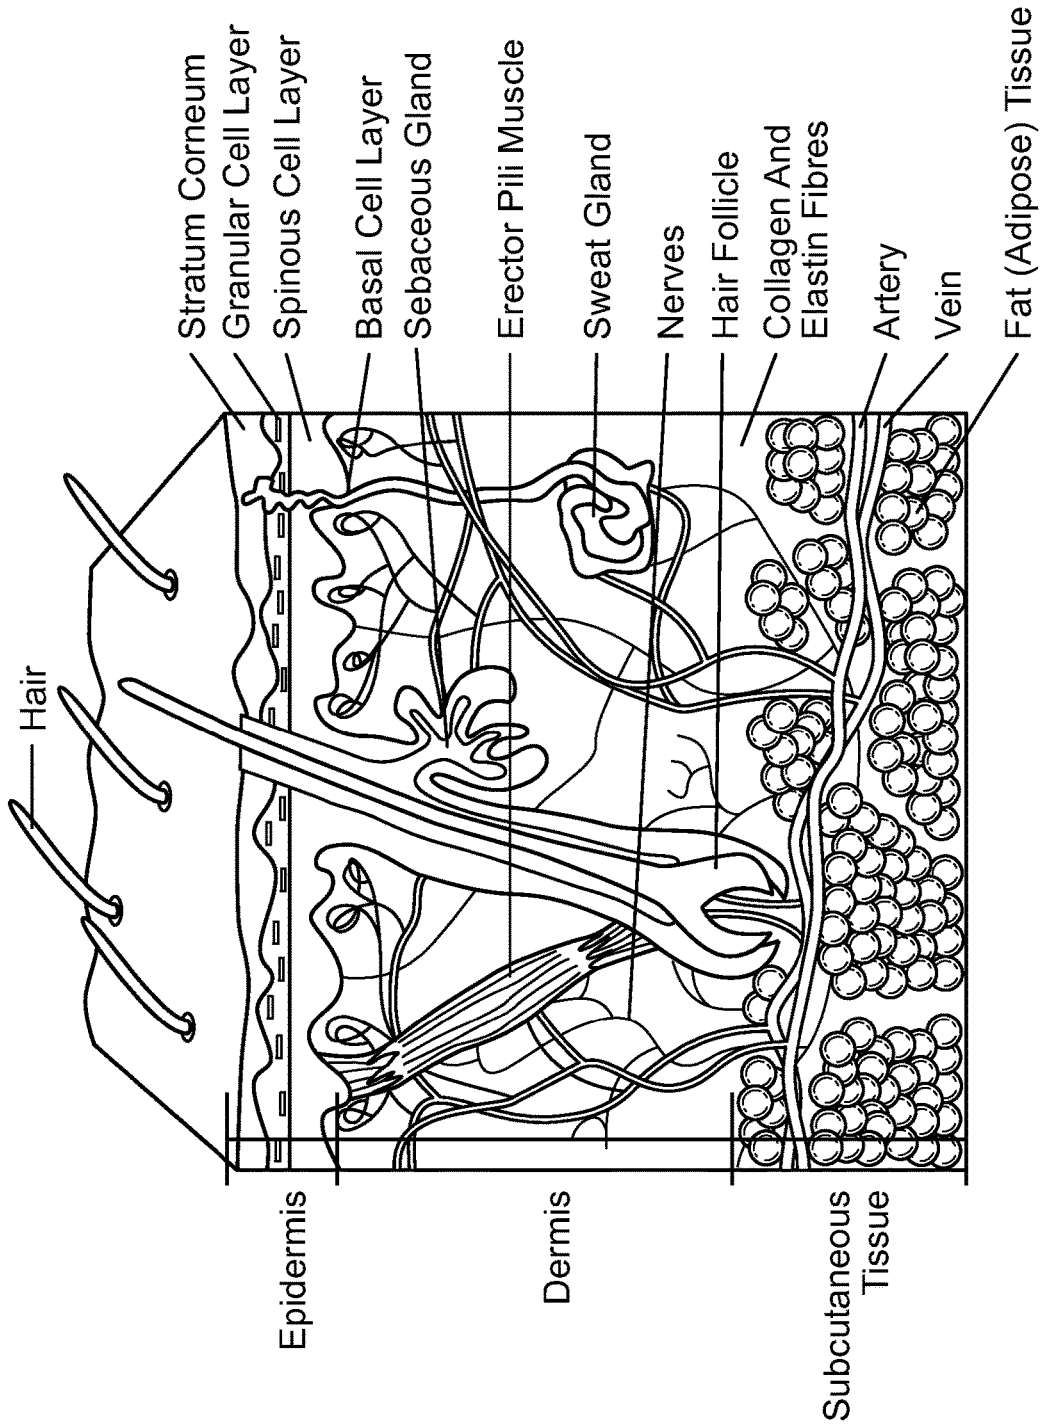 Hair
Stratum Corneum
Granular Cell Layer
Spinous Cell Layer
Basal Cell Layer
Sebaceous Gland
Erector Pili Muscle
Sweat Gland
Nerves
Hair Follicle
Collagen And
Elastin Fibres
Artery
Vein
Fat (Adipose) Tissue
Epidermis
Dermis
Subcutaneous
Tissue